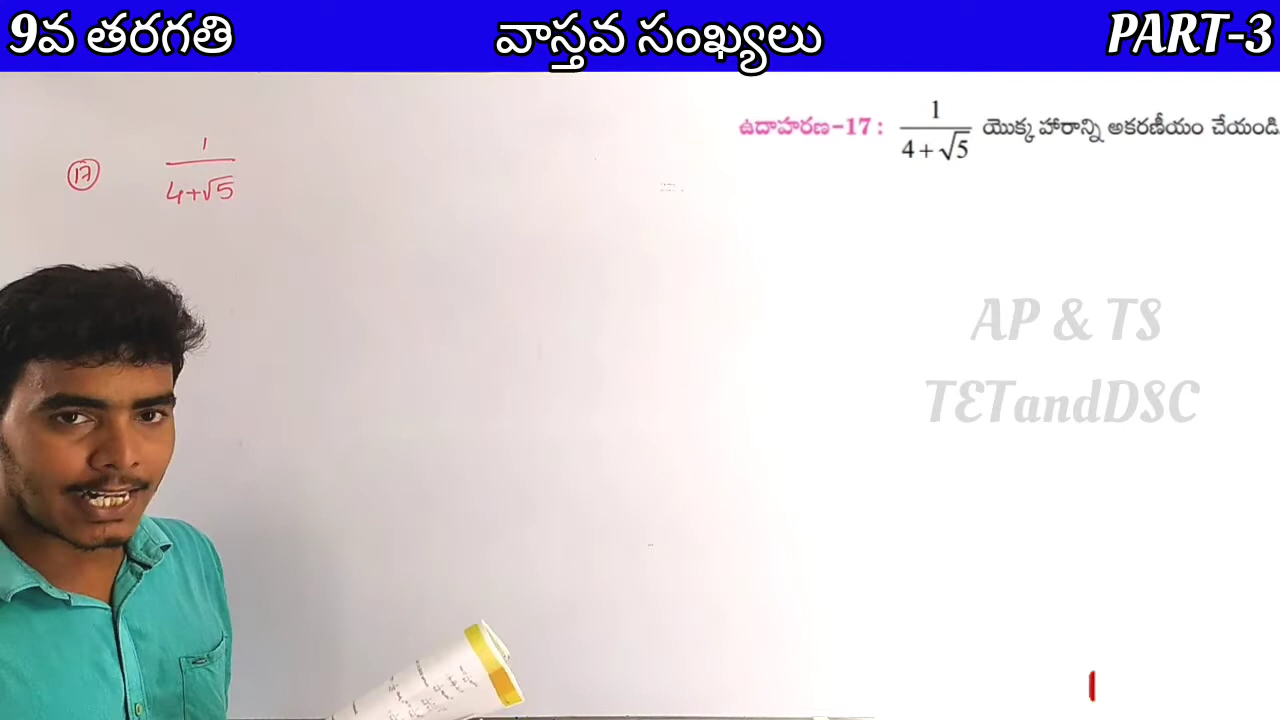 9వ తరగతి
వాస్తవ సంఖ్యలు
PART-3
ఉదాహరణ-17 : 1/(4+√5) యొక్క హారాన్ని అకరణీయం చేయండి.
17 1/(4+√5)
AP & TS
TETandDSC